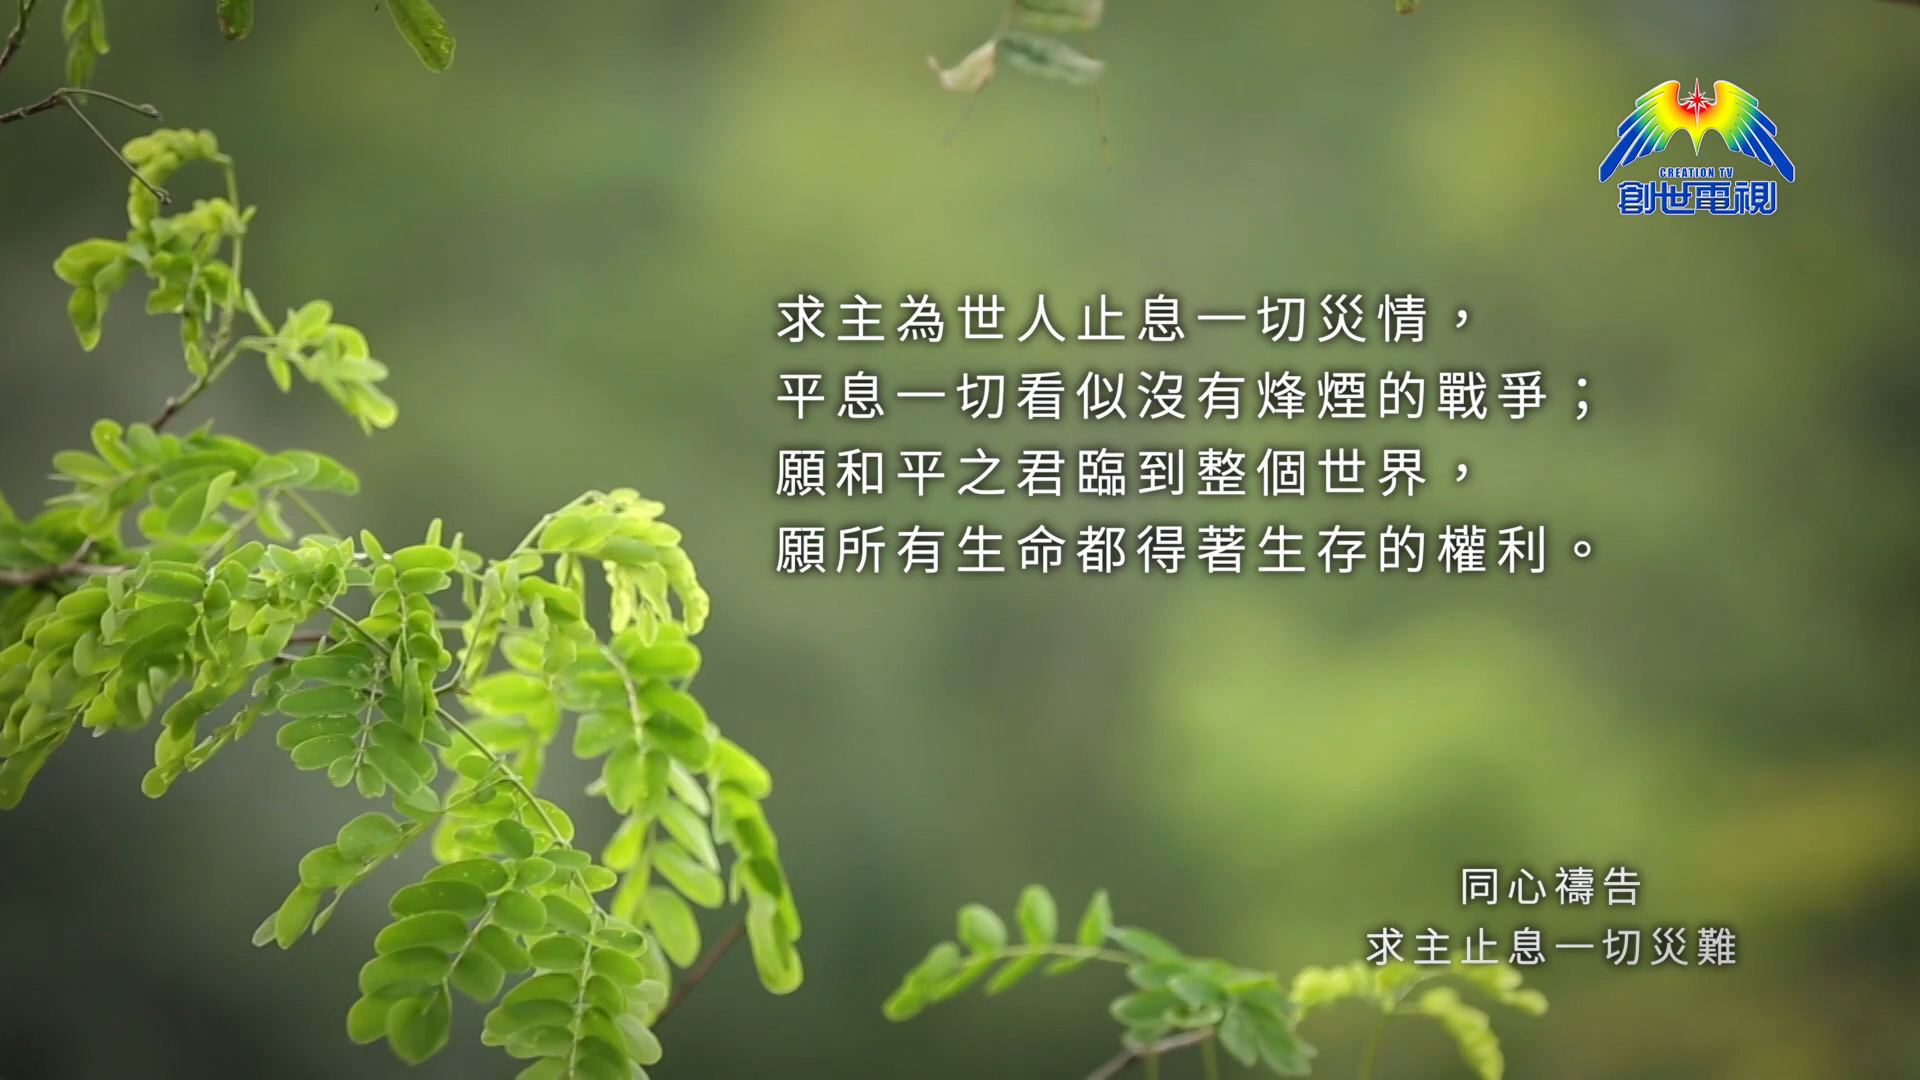 CREATION TV
創世電視
求主為世人止息一切災情，
平息一切看似沒有烽煙的戰爭；
願和平之君臨到整個世界，
願所有生命都得著生存的權利。
同心禱告
求主止息一切災難